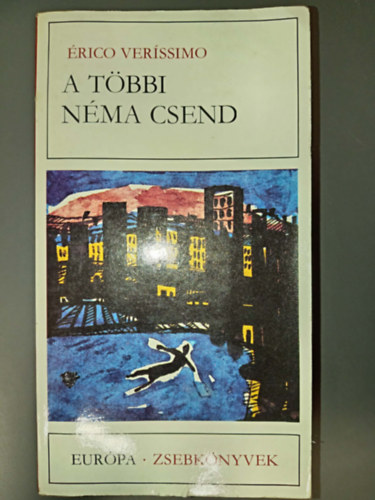 ÉRICO VERÍSSIMO
A TÖBBI
NÉMA CSEND
EURÓPA · ZSEBKÖNYVEK